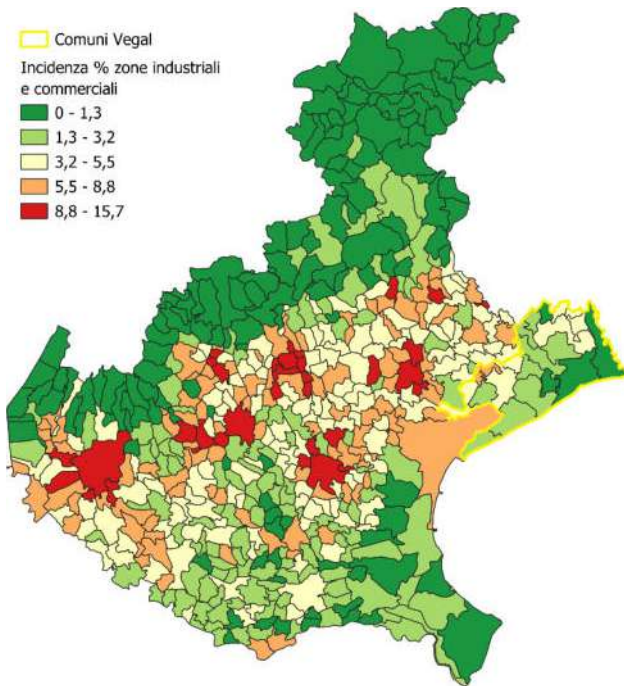 Comuni Vegal
Incidenza % zone industriali
e commerciali
0 - 1,3
1,3 - 3,2
3,2 - 5,5
5,5 - 8,8
8,8 - 15,7